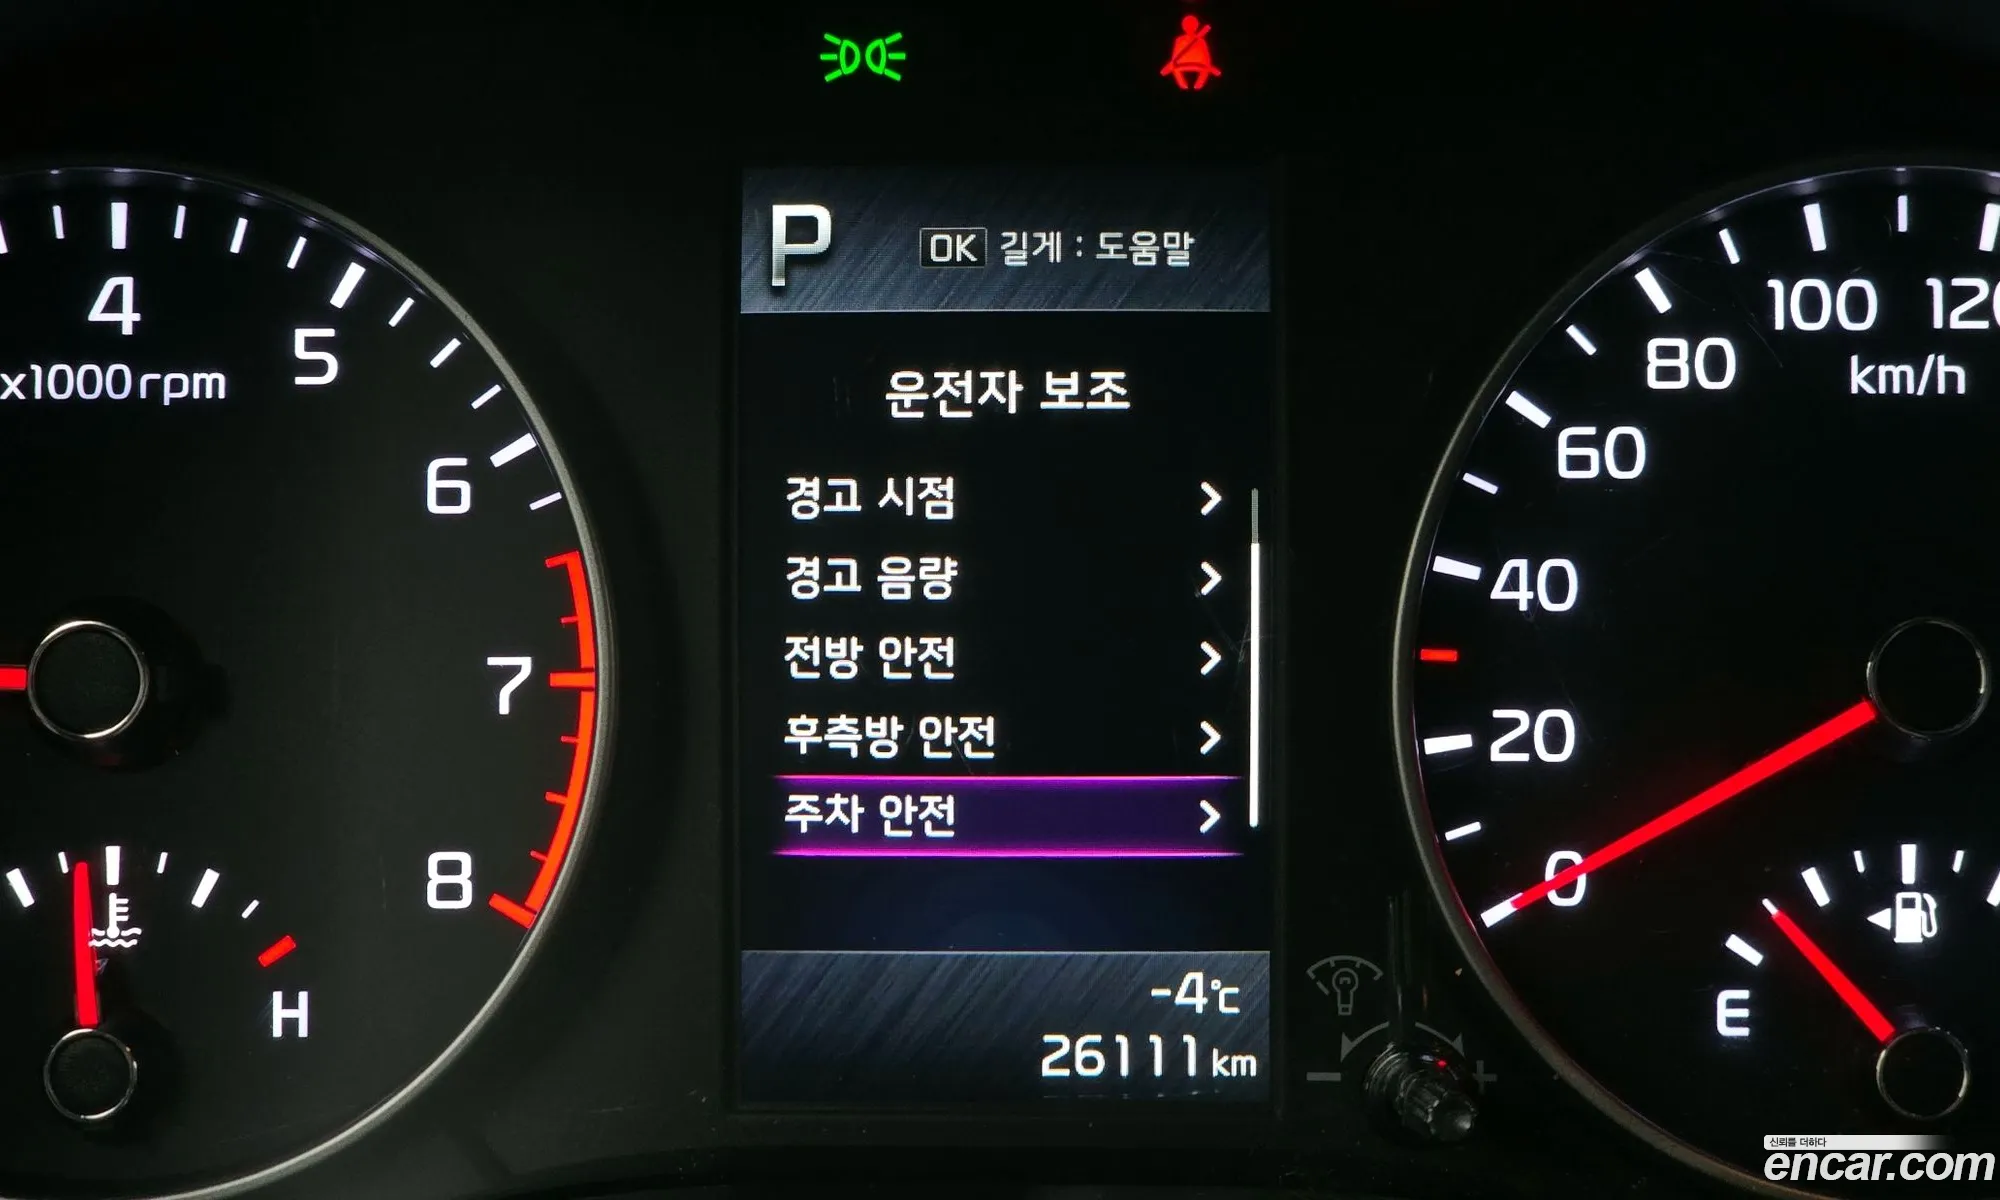 P
OK 길게 : 도움말
운전자 보조
경고 시점
경고 음량
전방 안전
후측방 안전
주차 안전
-4℃
26111 km
4
5
6
7
8
x1000rpm
H
0
20
40
60
80
100
120
km/h
E
신뢰를 더하다
encar.com